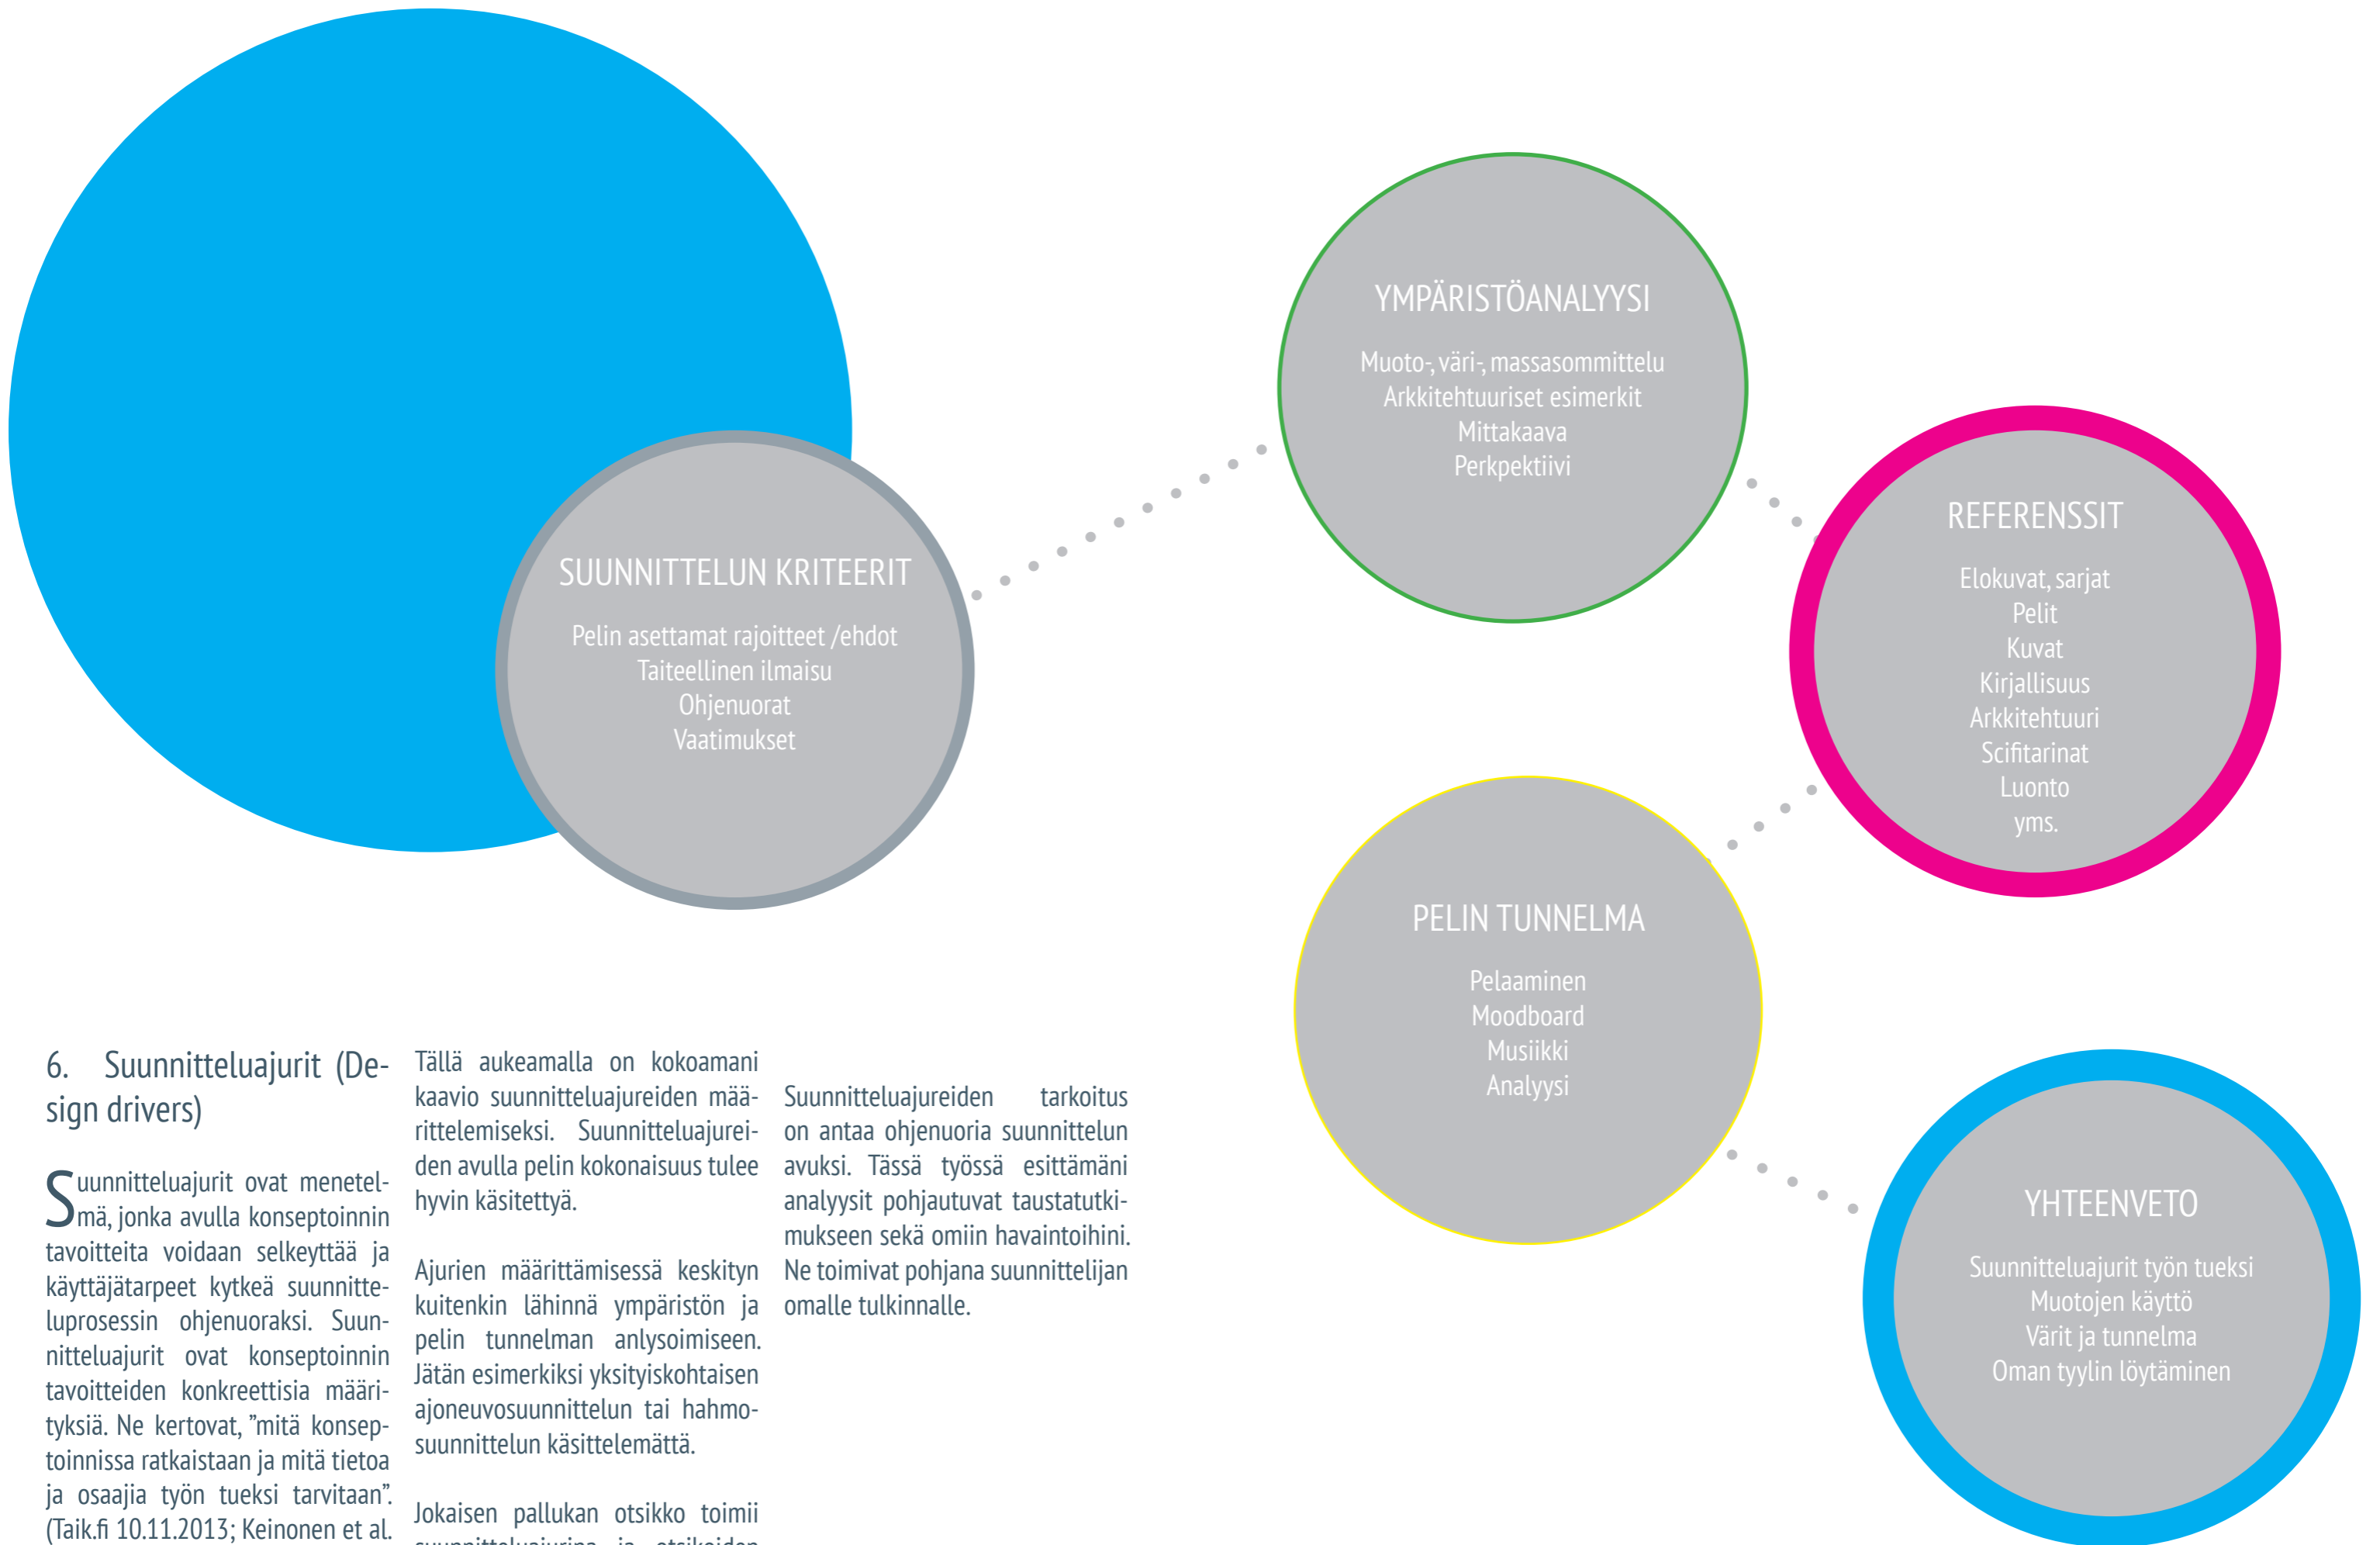 SUUNNITTELUN KRITEERIT
Pelin asettamat rajoitteet /ehdot
Taiteellinen ilmaisu
Ohjenuorat
Vaatimukset
YMPÄRISTÖANALYYSI
Muoto-, väri-, massasommittelu
Arkkitehtuuriset esimerkit
Mittakaava
Perkpektiivi
REFERENSSIT
Elokuvat, sarjat
Pelit
Kuvat
Kirjallisuus
Arkkitehtuuri
Scifitarinat
Luonto
yms.
PELIN TUNNELMA
Pelaaminen
Moodboard
Musiikki
Analyysi
YHTEENVETO
Suunnitteluajurit työn tueksi
Muotojen käyttö
Värit ja tunnelma
Oman tyylin löytäminen
6. Suunnitteluajurit (De-
sign drivers)
Suunnitteluajurit ovat menetel-
mä, jonka avulla konseptoinnin
tavoitteita voidaan selkeyttää ja
käyttäjätarpeet kytkeä suunnitte-
luprosessin ohjenuoraksi. Suun-
nitteluajurit ovat konseptoinnin
tavoitteiden konkreettisia määri-
tyksiä. Ne kertovat, ”mitä konsep-
toinnissa ratkaistaan ja mitä tietoa
ja osaajia työn tueksi tarvitaan”.
(Taik.fi 10.11.2013; Keinonen et al.
Tällä aukeamalla on kokoamani
kaavio suunnitteluajureiden mää-
rittelemiseksi. Suunnitteluajurei-
den avulla pelin kokonaisuus tulee
hyvin käsitettyä.
Ajurien määrittämisessä keskityn
kuitenkin lähinnä ympäristön ja
pelin tunnelman anlysoimiseen.
Jätän esimerkiksi yksityiskohtaisen
ajoneuvosuunnittelun tai hahmo-
suunnittelun käsittelemättä.
Jokaisen pallukan otsikko toimii
suunnitteluajurina ja otsikoiden
Suunnitteluajureiden tarkoitus
on antaa ohjenuoria suunnittelun
avuksi. Tässä työssä esittämäni
analyysit pohjautuvat taustatutki-
mukseen sekä omiin havaintoihini.
Ne toimivat pohjana suunnittelijan
omalle tulkinnalle.